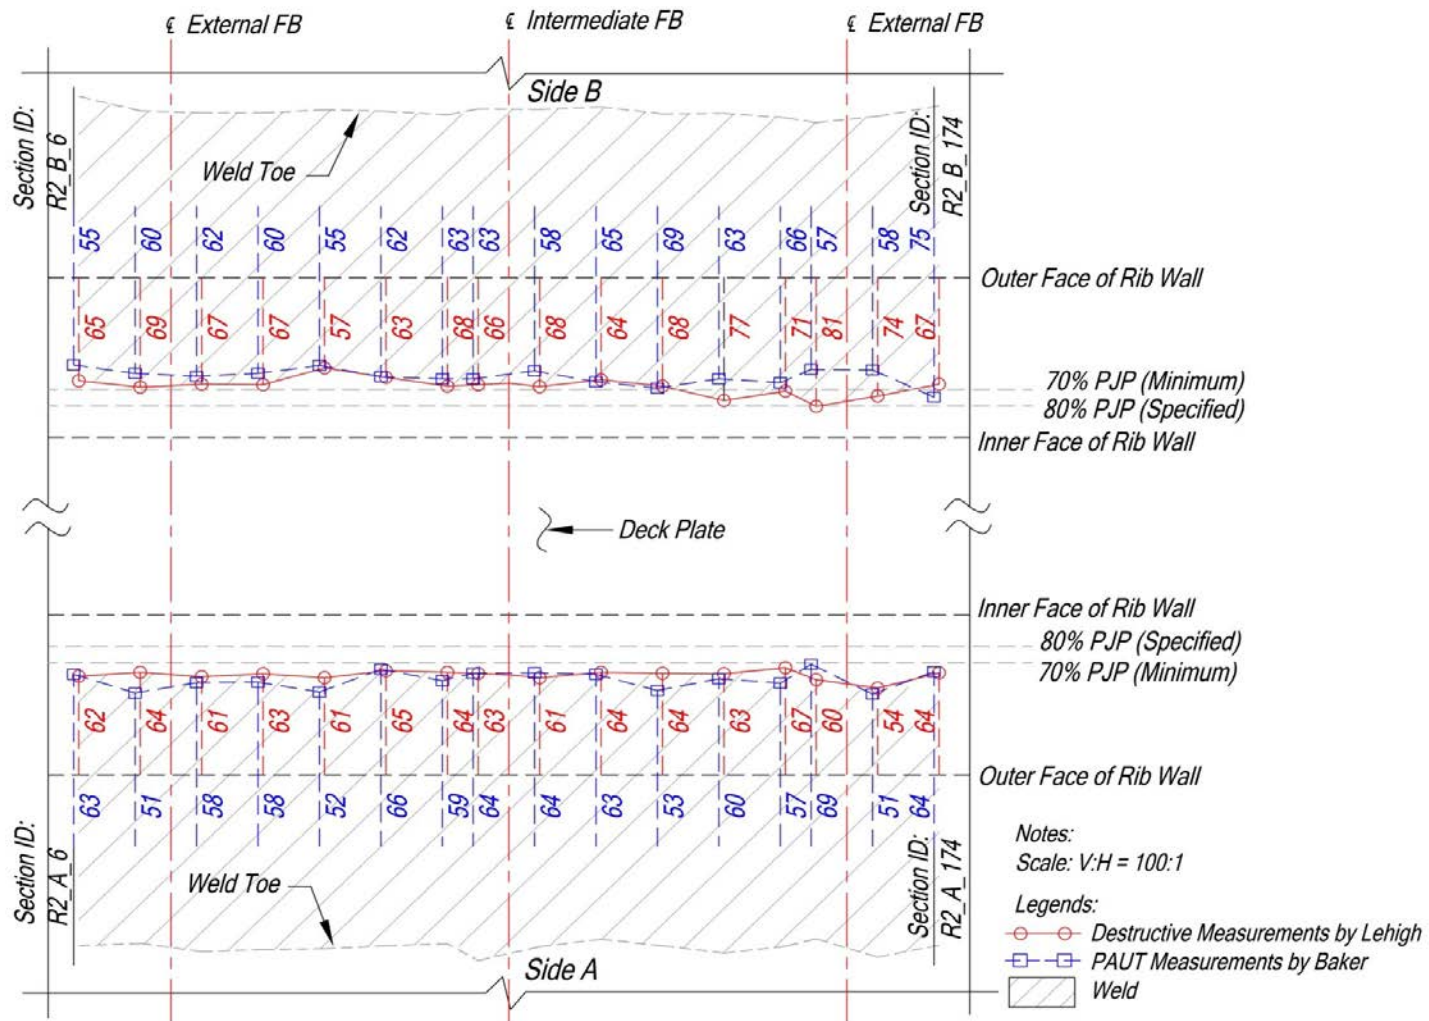 ℄ External FB
℄ Intermediate FB
℄ External FB
Side B
Section ID:
R2_B_6
Weld Toe
Section ID:
R2_B_174
55 60 62 60 55 62 63 63 58 65 69 63 66 57 58 75
Outer Face of Rib Wall
65 69 67 67 57 63 68 66 68 64 68 77 71 81 74 67
70% PJP (Minimum)
80% PJP (Specified)
Inner Face of Rib Wall
Deck Plate
Inner Face of Rib Wall
80% PJP (Specified)
70% PJP (Minimum)
62 64 61 63 61 65 64 63 61 64 64 63 67 60 54 64
Outer Face of Rib Wall
63 51 58 58 52 66 59 64 64 63 53 60 57 69 51 64
Section ID:
R2_A_6
Weld Toe
Section ID:
R2_A_174
Side A
Notes:
Scale: V:H = 100:1
Legends:
Destructive Measurements by Lehigh
PAUT Measurements by Baker
Weld